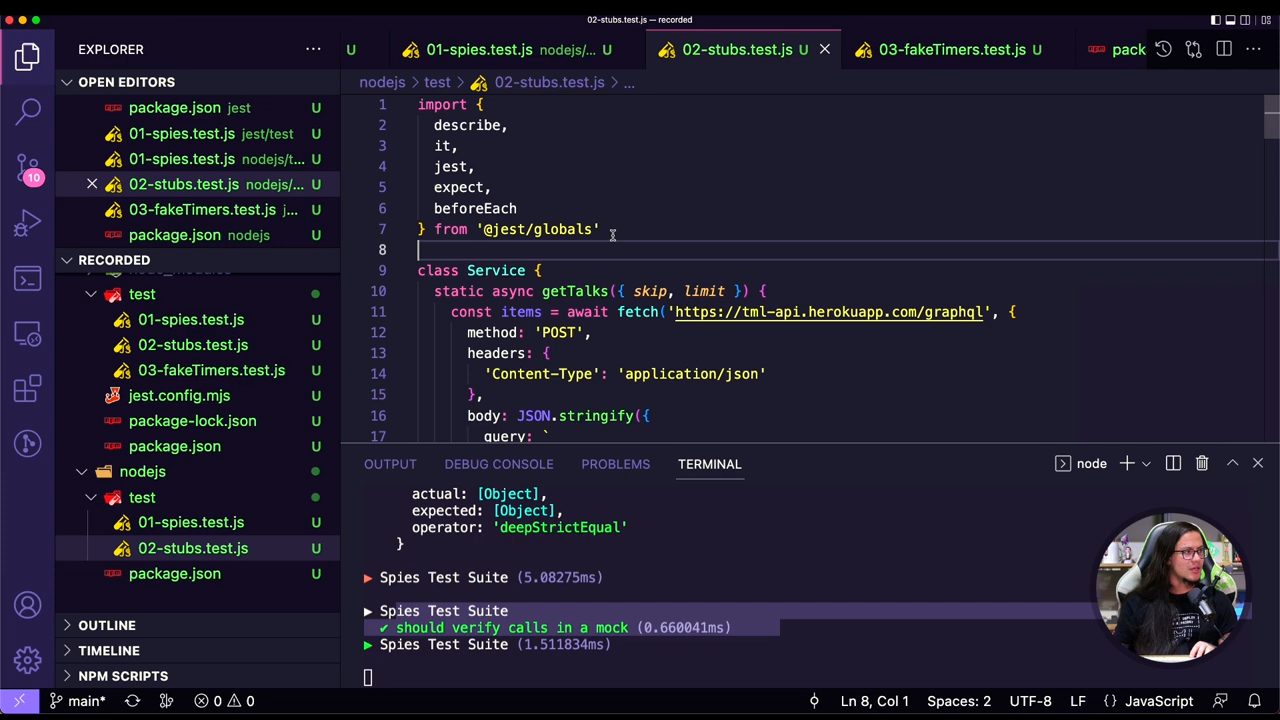 02-stubs.test.js — recorded
EXPLORER
OPEN EDITORS
package.json jest U
01-spies.test.js jest/test U
01-spies.test.js nodejs/t... U
02-stubs.test.js nodejs/... U
03-fakeTimers.test.js j... U
package.json nodejs U
RECORDED
test
01-spies.test.js U
02-stubs.test.js U
03-fakeTimers.test.js U
jest.config.mjs U
package-lock.json U
package.json U
nodejs
test
01-spies.test.js U
02-stubs.test.js U
package.json U
OUTLINE
TIMELINE
NPM SCRIPTS
10
U 01-spies.test.js nodejs/... U 02-stubs.test.js U 03-fakeTimers.test.js U pack
nodejs > test > 02-stubs.test.js > ...
1 import {
2 describe,
3 it,
4 jest,
5 expect,
6 beforeEach
7 } from '@jest/globals'
8
9 class Service {
10 static async getTalks({ skip, limit }) {
11 const items = await fetch('https://tml-api.herokuapp.com/graphql', {
12 method: 'POST',
13 headers: {
14 'Content-Type': 'application/json'
15 },
16 body: JSON.stringify({
17 query: `
OUTPUT DEBUG CONSOLE PROBLEMS TERMINAL node
actual: [Object],
expected: [Object],
operator: 'deepStrictEqual'
}
▶ Spies Test Suite (5.08275ms)
▶ Spies Test Suite
✔ should verify calls in a mock (0.660041ms)
▶ Spies Test Suite (1.511834ms)
main* 0 0 Ln 8, Col 1 Spaces: 2 UTF-8 LF {} JavaScript